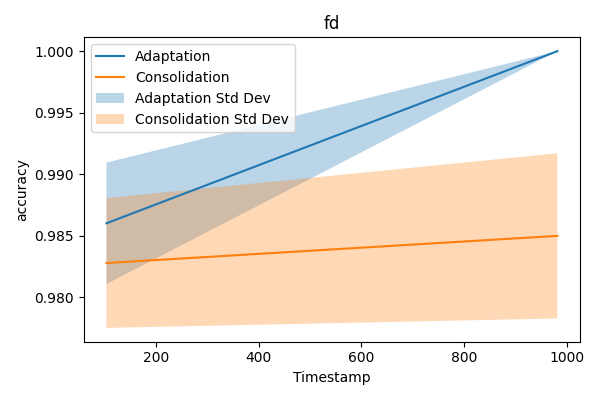 fd
1.000
0.995
0.990
0.985
0.980
accuracy
Adaptation
Consolidation
Adaptation Std Dev
Consolidation Std Dev
200
400
600
800
1000
Timestamp